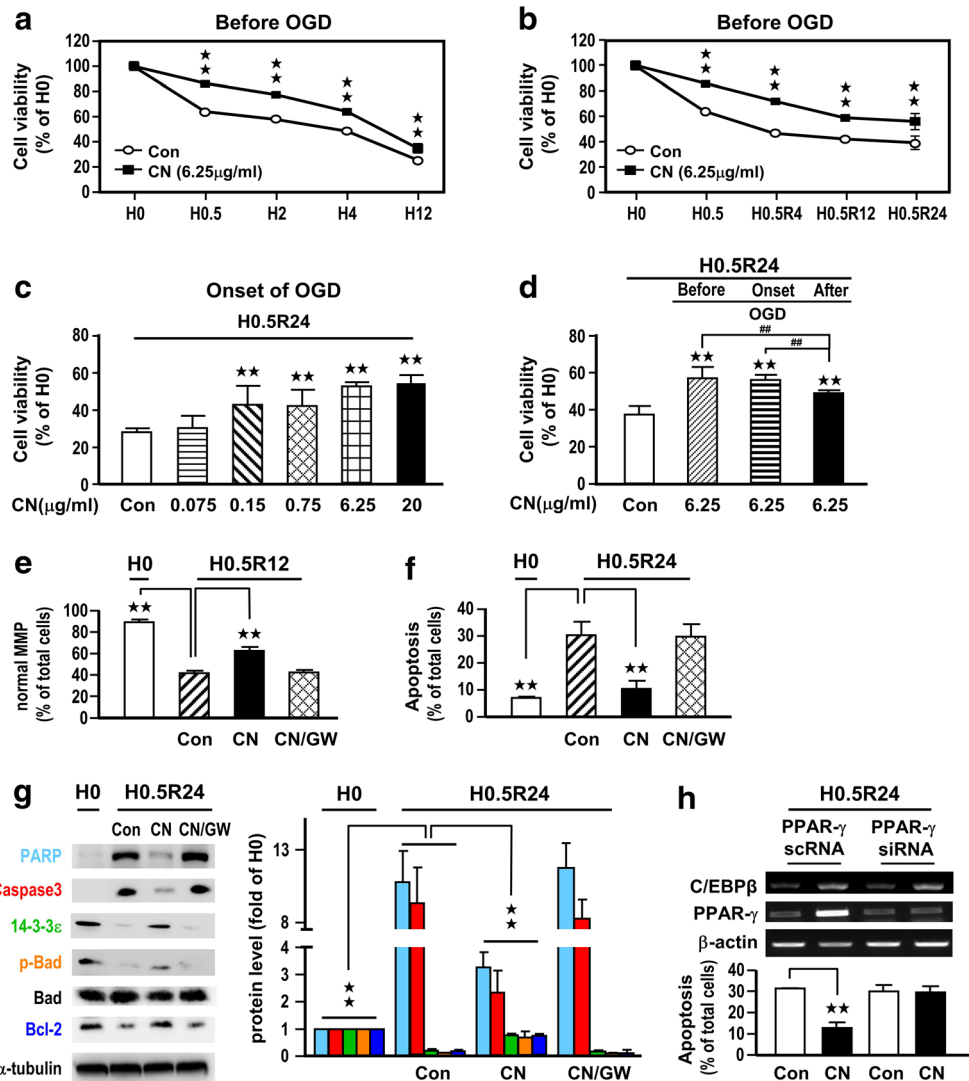 a
Before OGD
Cell viability
(% of H0)
120
100
80
60
40
20
0
★★
★★
★★
★★
Con
CN (6.25μg/ml)
H0 H0.5 H2 H4 H12
b
Before OGD
Cell viability
(% of H0)
120
100
80
60
40
20
0
★★
★★
★★
★★
Con
CN (6.25μg/ml)
H0 H0.5 H0.5R4 H0.5R12 H0.5R24
c
Onset of OGD
H0.5R24
Cell viability
(% of H0)
80
60
40
20
0
★★ ★★ ★★ ★★
CN(μg/ml) Con 0.075 0.15 0.75 6.25 20
d
H0.5R24
Before Onset After
OGD
##
##
Cell viability
(% of H0)
80
60
40
20
0
★★ ★★ ★★
CN(μg/ml) Con 6.25 6.25 6.25
e
H0 H0.5R12
normal MMP
(% of total cells)
100
80
60
40
20
0
★★ ★★
Con CN CN/GW
f
H0 H0.5R24
Apoptosis
(% of total cells)
40
30
20
10
0
★★ ★★
Con CN CN/GW
g
H0 H0.5R24
Con CN CN/GW
PARP
Caspase3
14-3-3ε
p-Bad
Bad
Bcl-2
α-tubulin
H0 H0.5R24
protein level (fold of H0)
13
8
4
3
2
1
0
★★
★★
Con CN CN/GW
h
H0.5R24
PPAR-γ PPAR-γ
scRNA siRNA
C/EBPβ
PPAR-γ
β-actin
Apoptosis
(% of total cells)
40
30
20
10
0
★★
Con CN Con CN